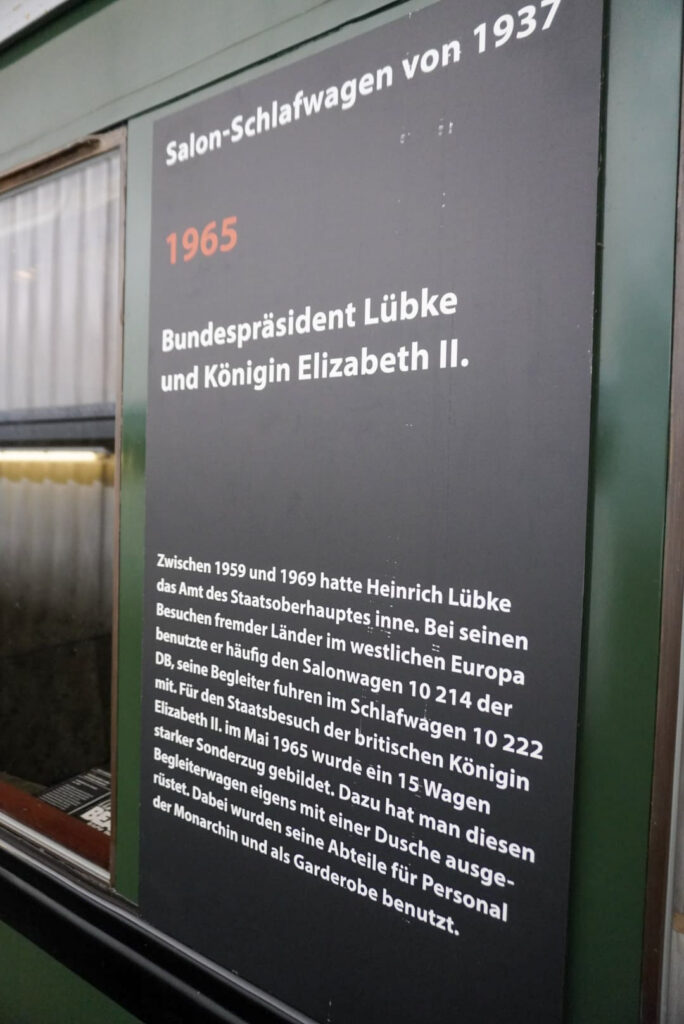 Salon-Schlafwagen von 1937
1965
Bundespräsident Lübke
und Königin Elizabeth II.
Zwischen 1959 und 1969 hatte Heinrich Lübke
das Amt des Staatsoberhauptes inne. Bei seinen
Besuchen fremder Länder im westlichen Europa
benutzte er häufig den Salonwagen 10 214 der
DB, seine Begleiter fuhren im Schlafwagen 10 222
mit. Für den Staatsbesuch der britischen Königin
Elizabeth II. im Mai 1965 wurde ein 15 Wagen
starker Sonderzug gebildet. Dazu hat man diesen
Begleiterwagen eigens mit einer Dusche ausge-
rüstet. Dabei wurden seine Abteile für Personal
der Monarchin und als Garderobe benutzt.